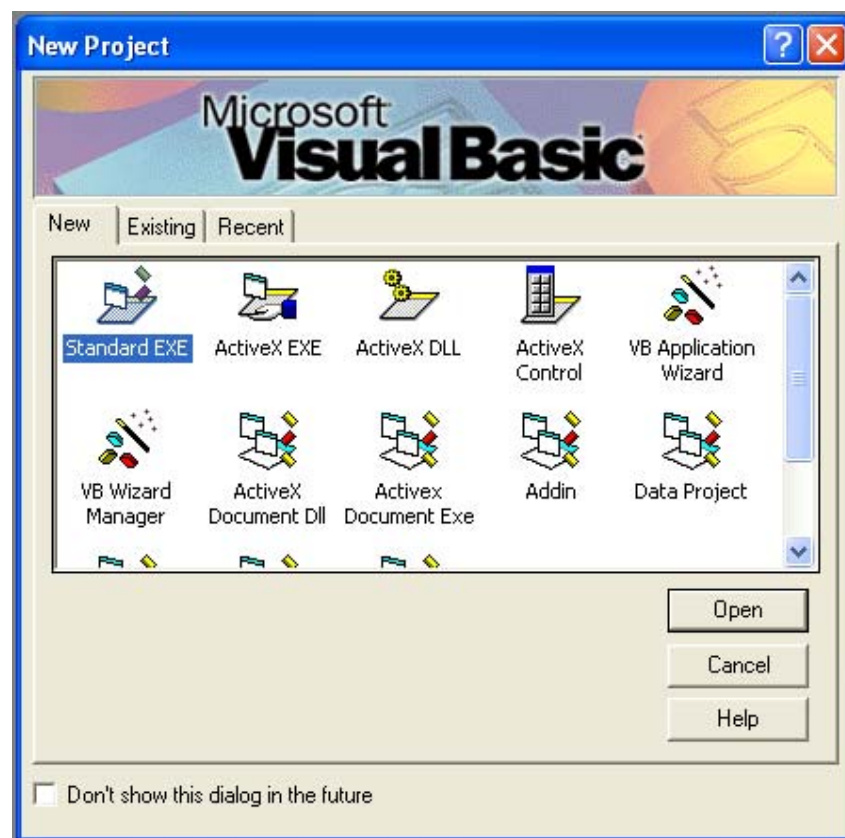 New Project
Microsoft
Visual Basic
New
Existing
Recent
Standard EXE
ActiveX EXE
ActiveX DLL
ActiveX
Control
VB Application
Wizard
VB Wizard
Manager
ActiveX
Document Dll
Activex
Document Exe
Addin
Data Project
Open
Cancel
Help
Don't show this dialog in the future